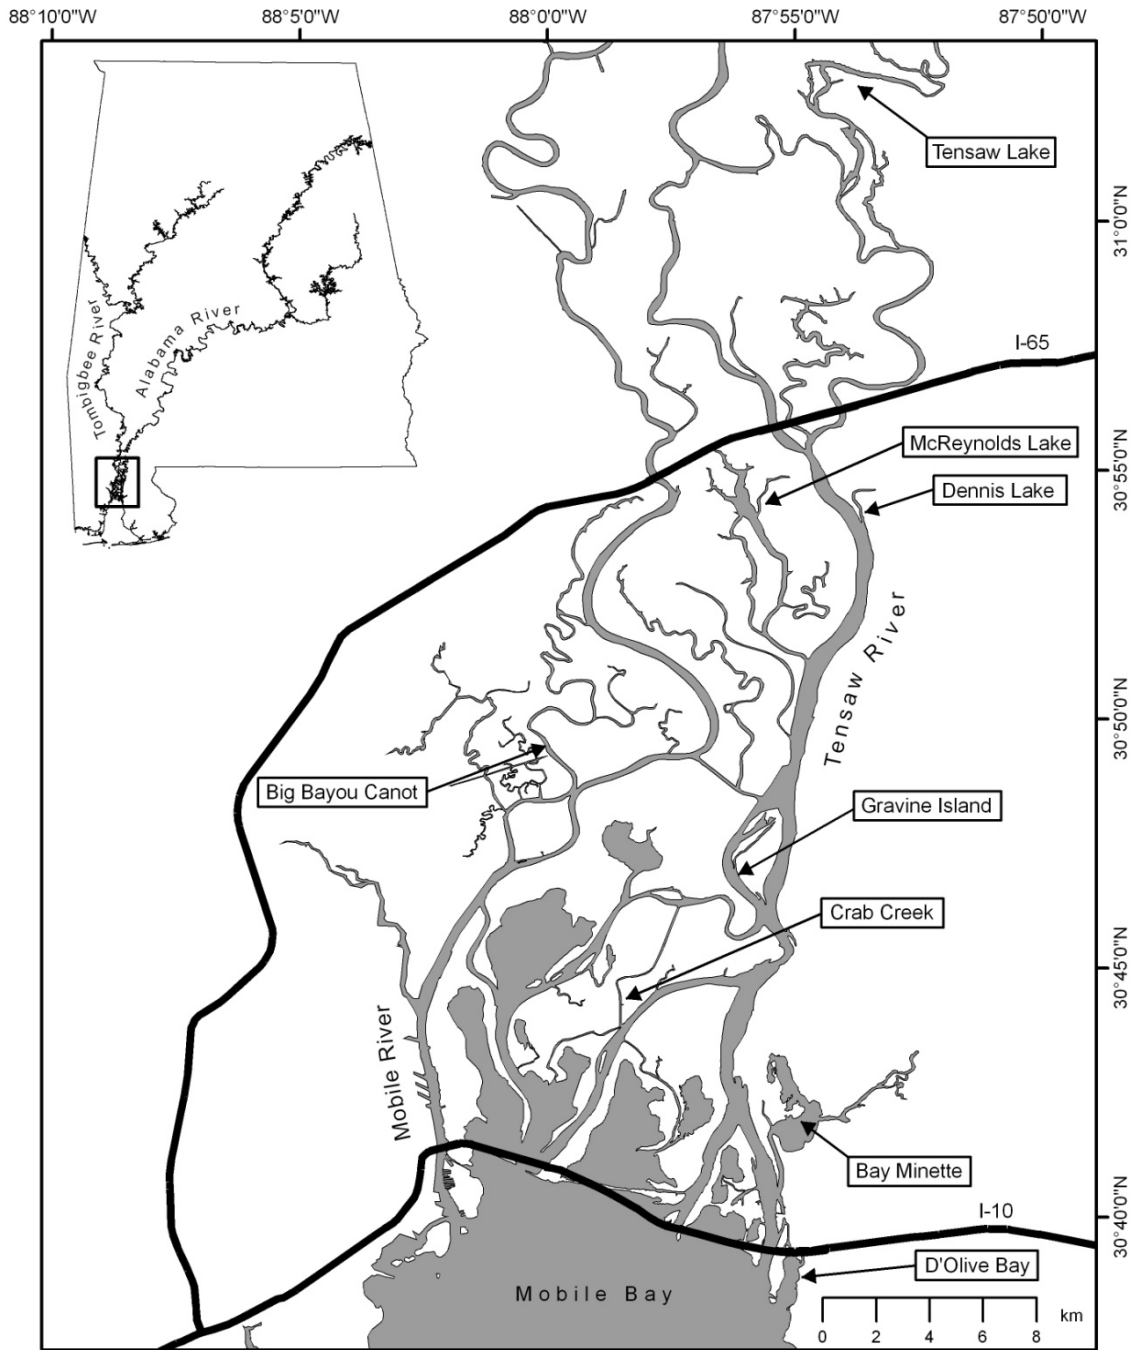 88°10'0"W
88°5'0"W
88°0'0"W
87°55'0"W
87°50'0"W
Tensaw Lake
31°0'0"N
Tombigbee River
Alabama River
I-65
McReynolds Lake
30°55'0"N
Dennis Lake
Tensaw River
30°50'0"N
Big Bayou Canot
Gravine Island
Crab Creek
30°45'0"N
Mobile River
Bay Minette
30°40'0"N
I-10
D'Olive Bay
Mobile Bay
km
0 2 4 6 8